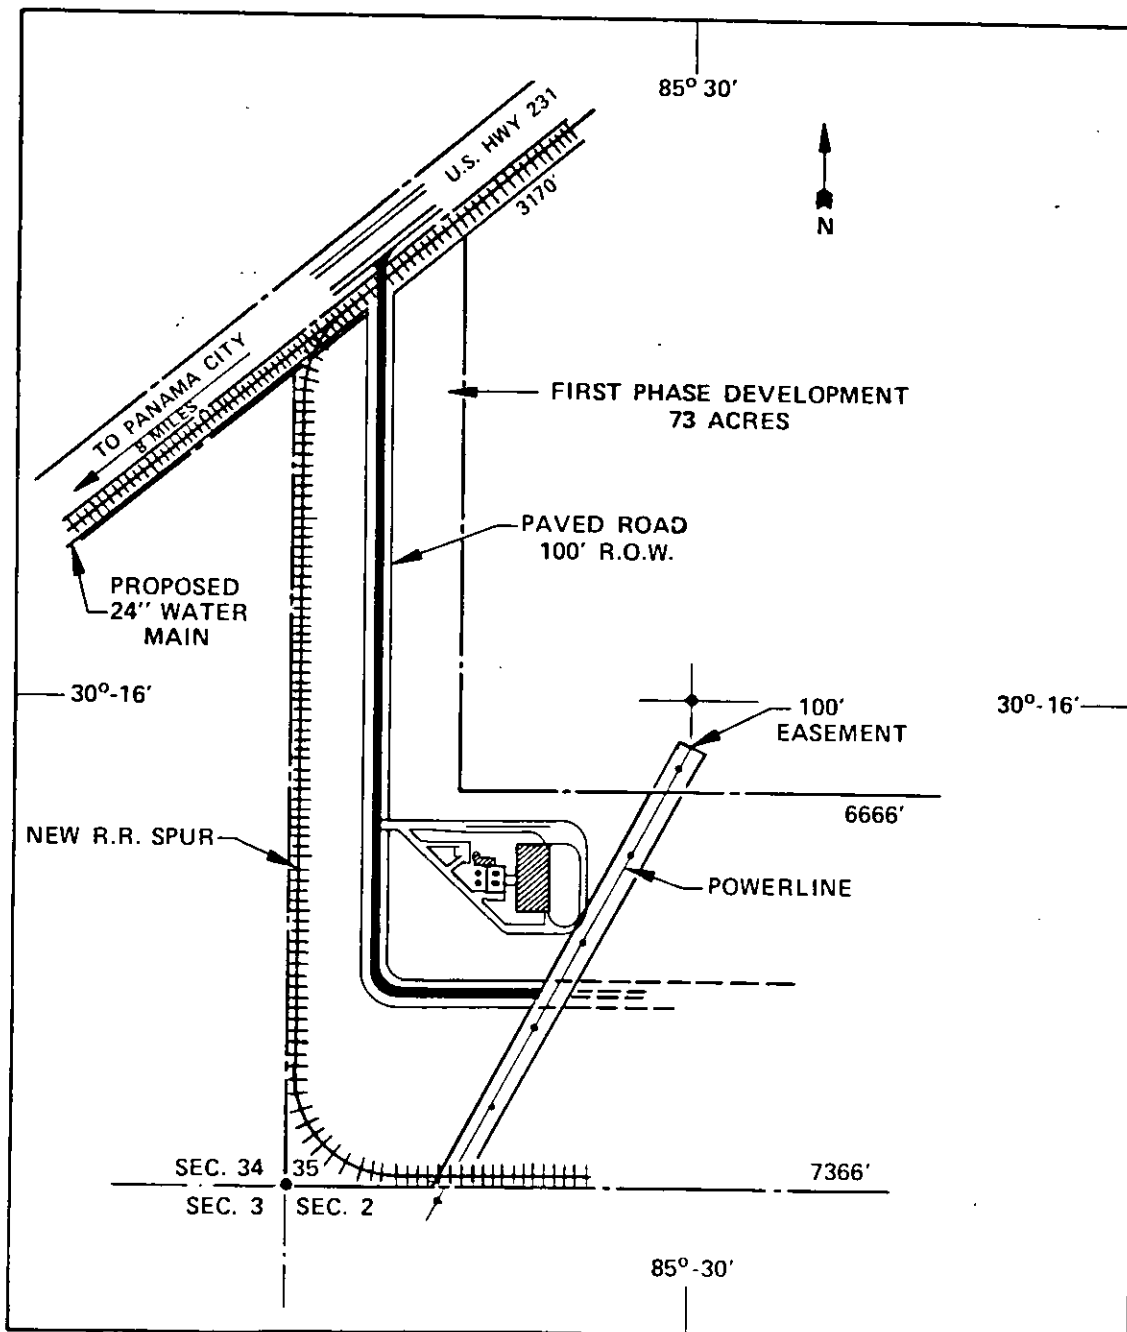 85° 30'
U.S. HWY 231
3170'
N
TO PANAMA CITY
8 MILES
FIRST PHASE DEVELOPMENT
73 ACRES
PAVED ROAD
100' R.O.W.
PROPOSED
24" WATER
MAIN
30°-16'
30°-16'
100'
EASEMENT
6666'
NEW R.R. SPUR
POWERLINE
SEC. 34 35
7366'
SEC. 3 SEC. 2
85°-30'